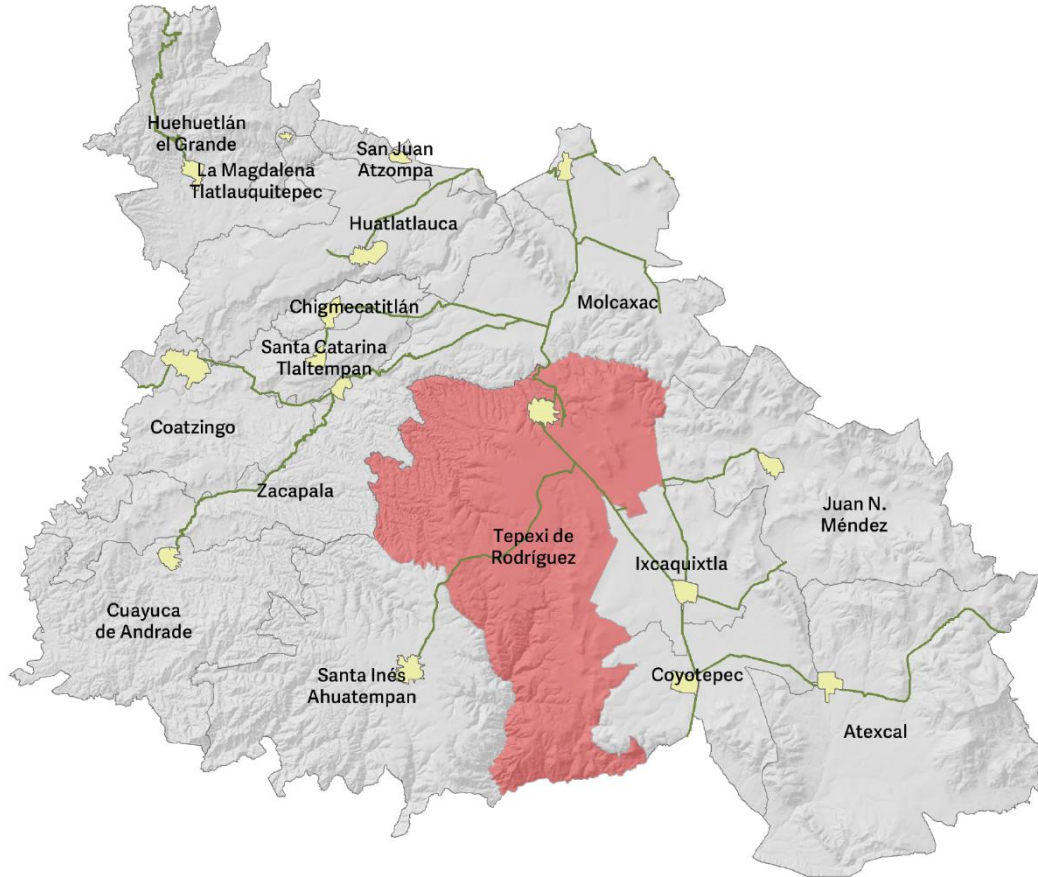 Huehuetlán
el Grande
La Magdalena
Tlatlauquitepec
San Juan
Atzompa
Huatlatlauca
Molcaxac
Chigmecatitlán
Santa Catarina
Tlaltempan
Coatzingo
Zacapala
Juan N.
Méndez
Tepexi de
Rodríguez
Ixcaquixtla
Cuayuca
de Andrade
Santa Inés
Ahuatempan
Coyotepec
Atexcal